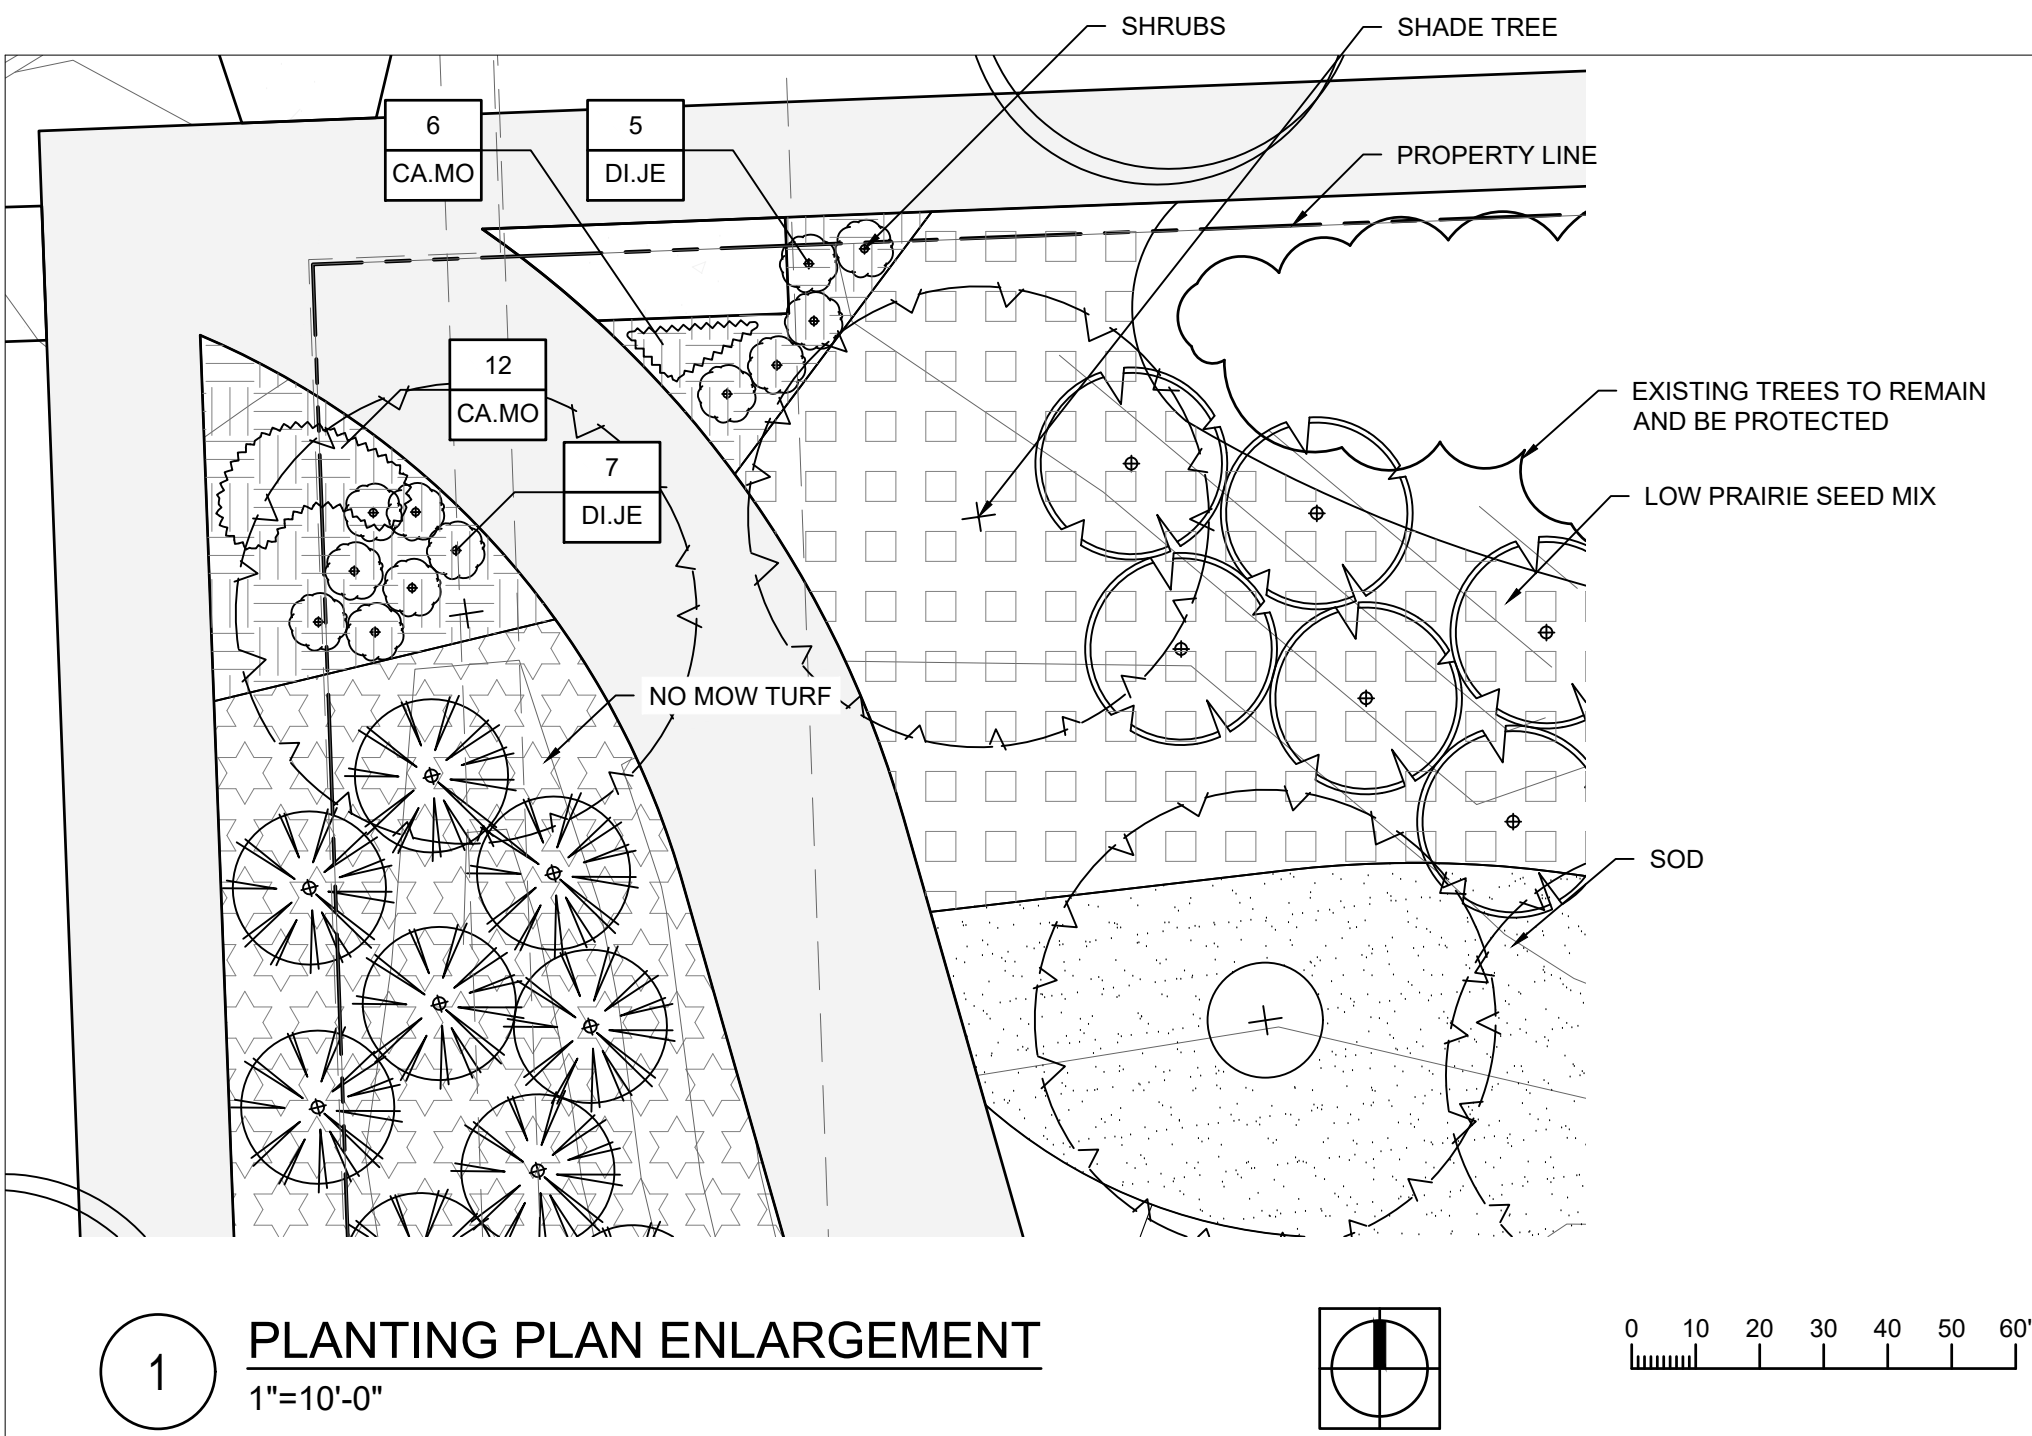 SHRUBS
SHADE TREE
6
CA.MO
5
DI.JE
PROPERTY LINE
12
CA.MO
7
DI.JE
EXISTING TREES TO REMAIN
AND BE PROTECTED
LOW PRAIRIE SEED MIX
NO MOW TURF
SOD
1
PLANTING PLAN ENLARGEMENT
1"=10'-0"
0 10 20 30 40 50 60'